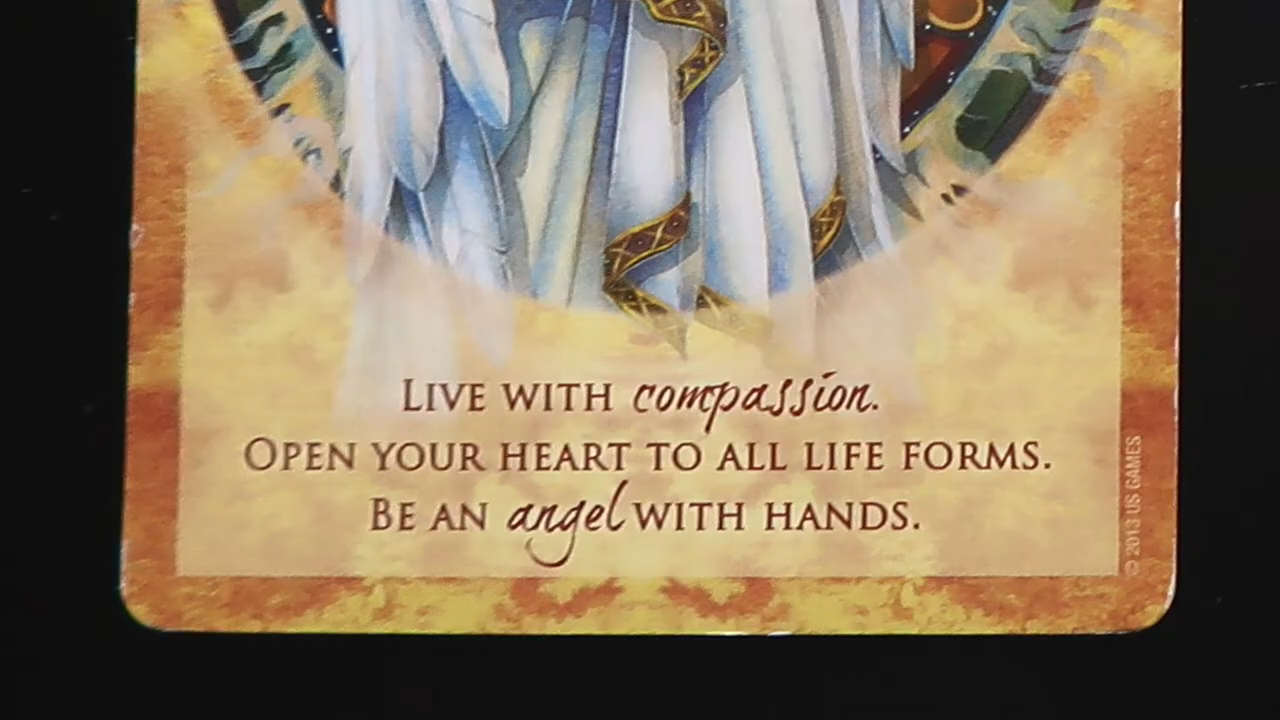 Live with compassion.
Open your heart to all life forms.
Be an angel with hands.
© 2013 US GAMES